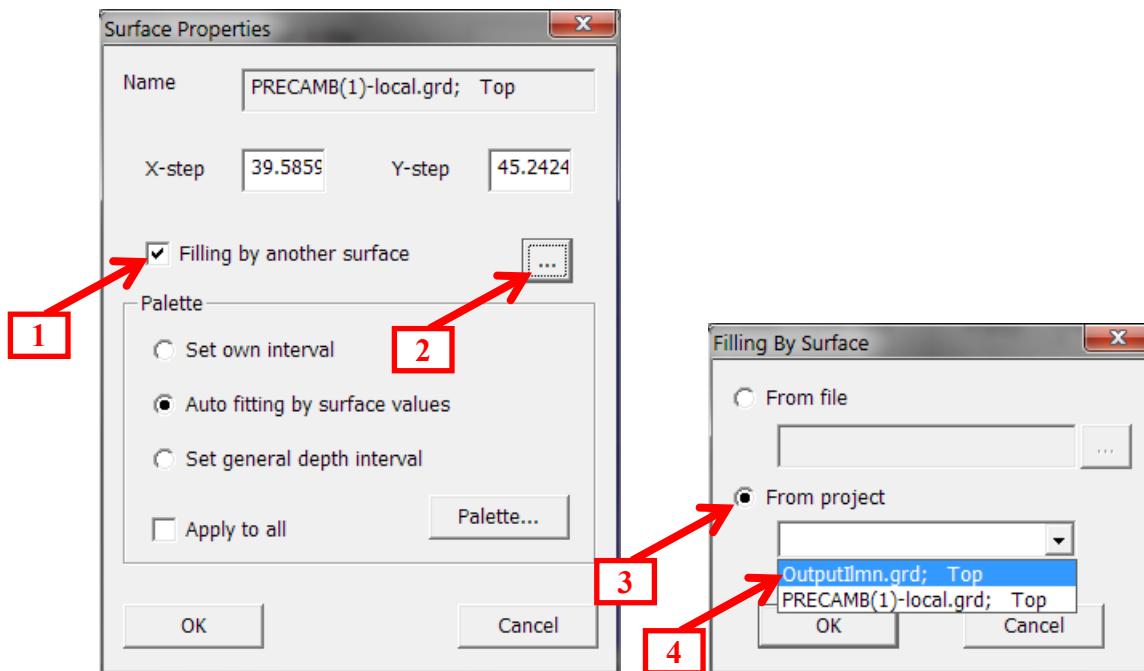 Surface Properties
Name
PRECAMB(1)-local.grd; Top
X-step
39.5859
Y-step
45.2424
Filling by another surface
...
1
Palette
2
Set own interval
Auto fitting by surface values
Set general depth interval
Apply to all
Palette...
OK
Cancel
Filling By Surface
From file
...
From project
3
OutputIlmn.grd; Top
PRECAMB(1)-local.grd; Top
4
OK
Cancel